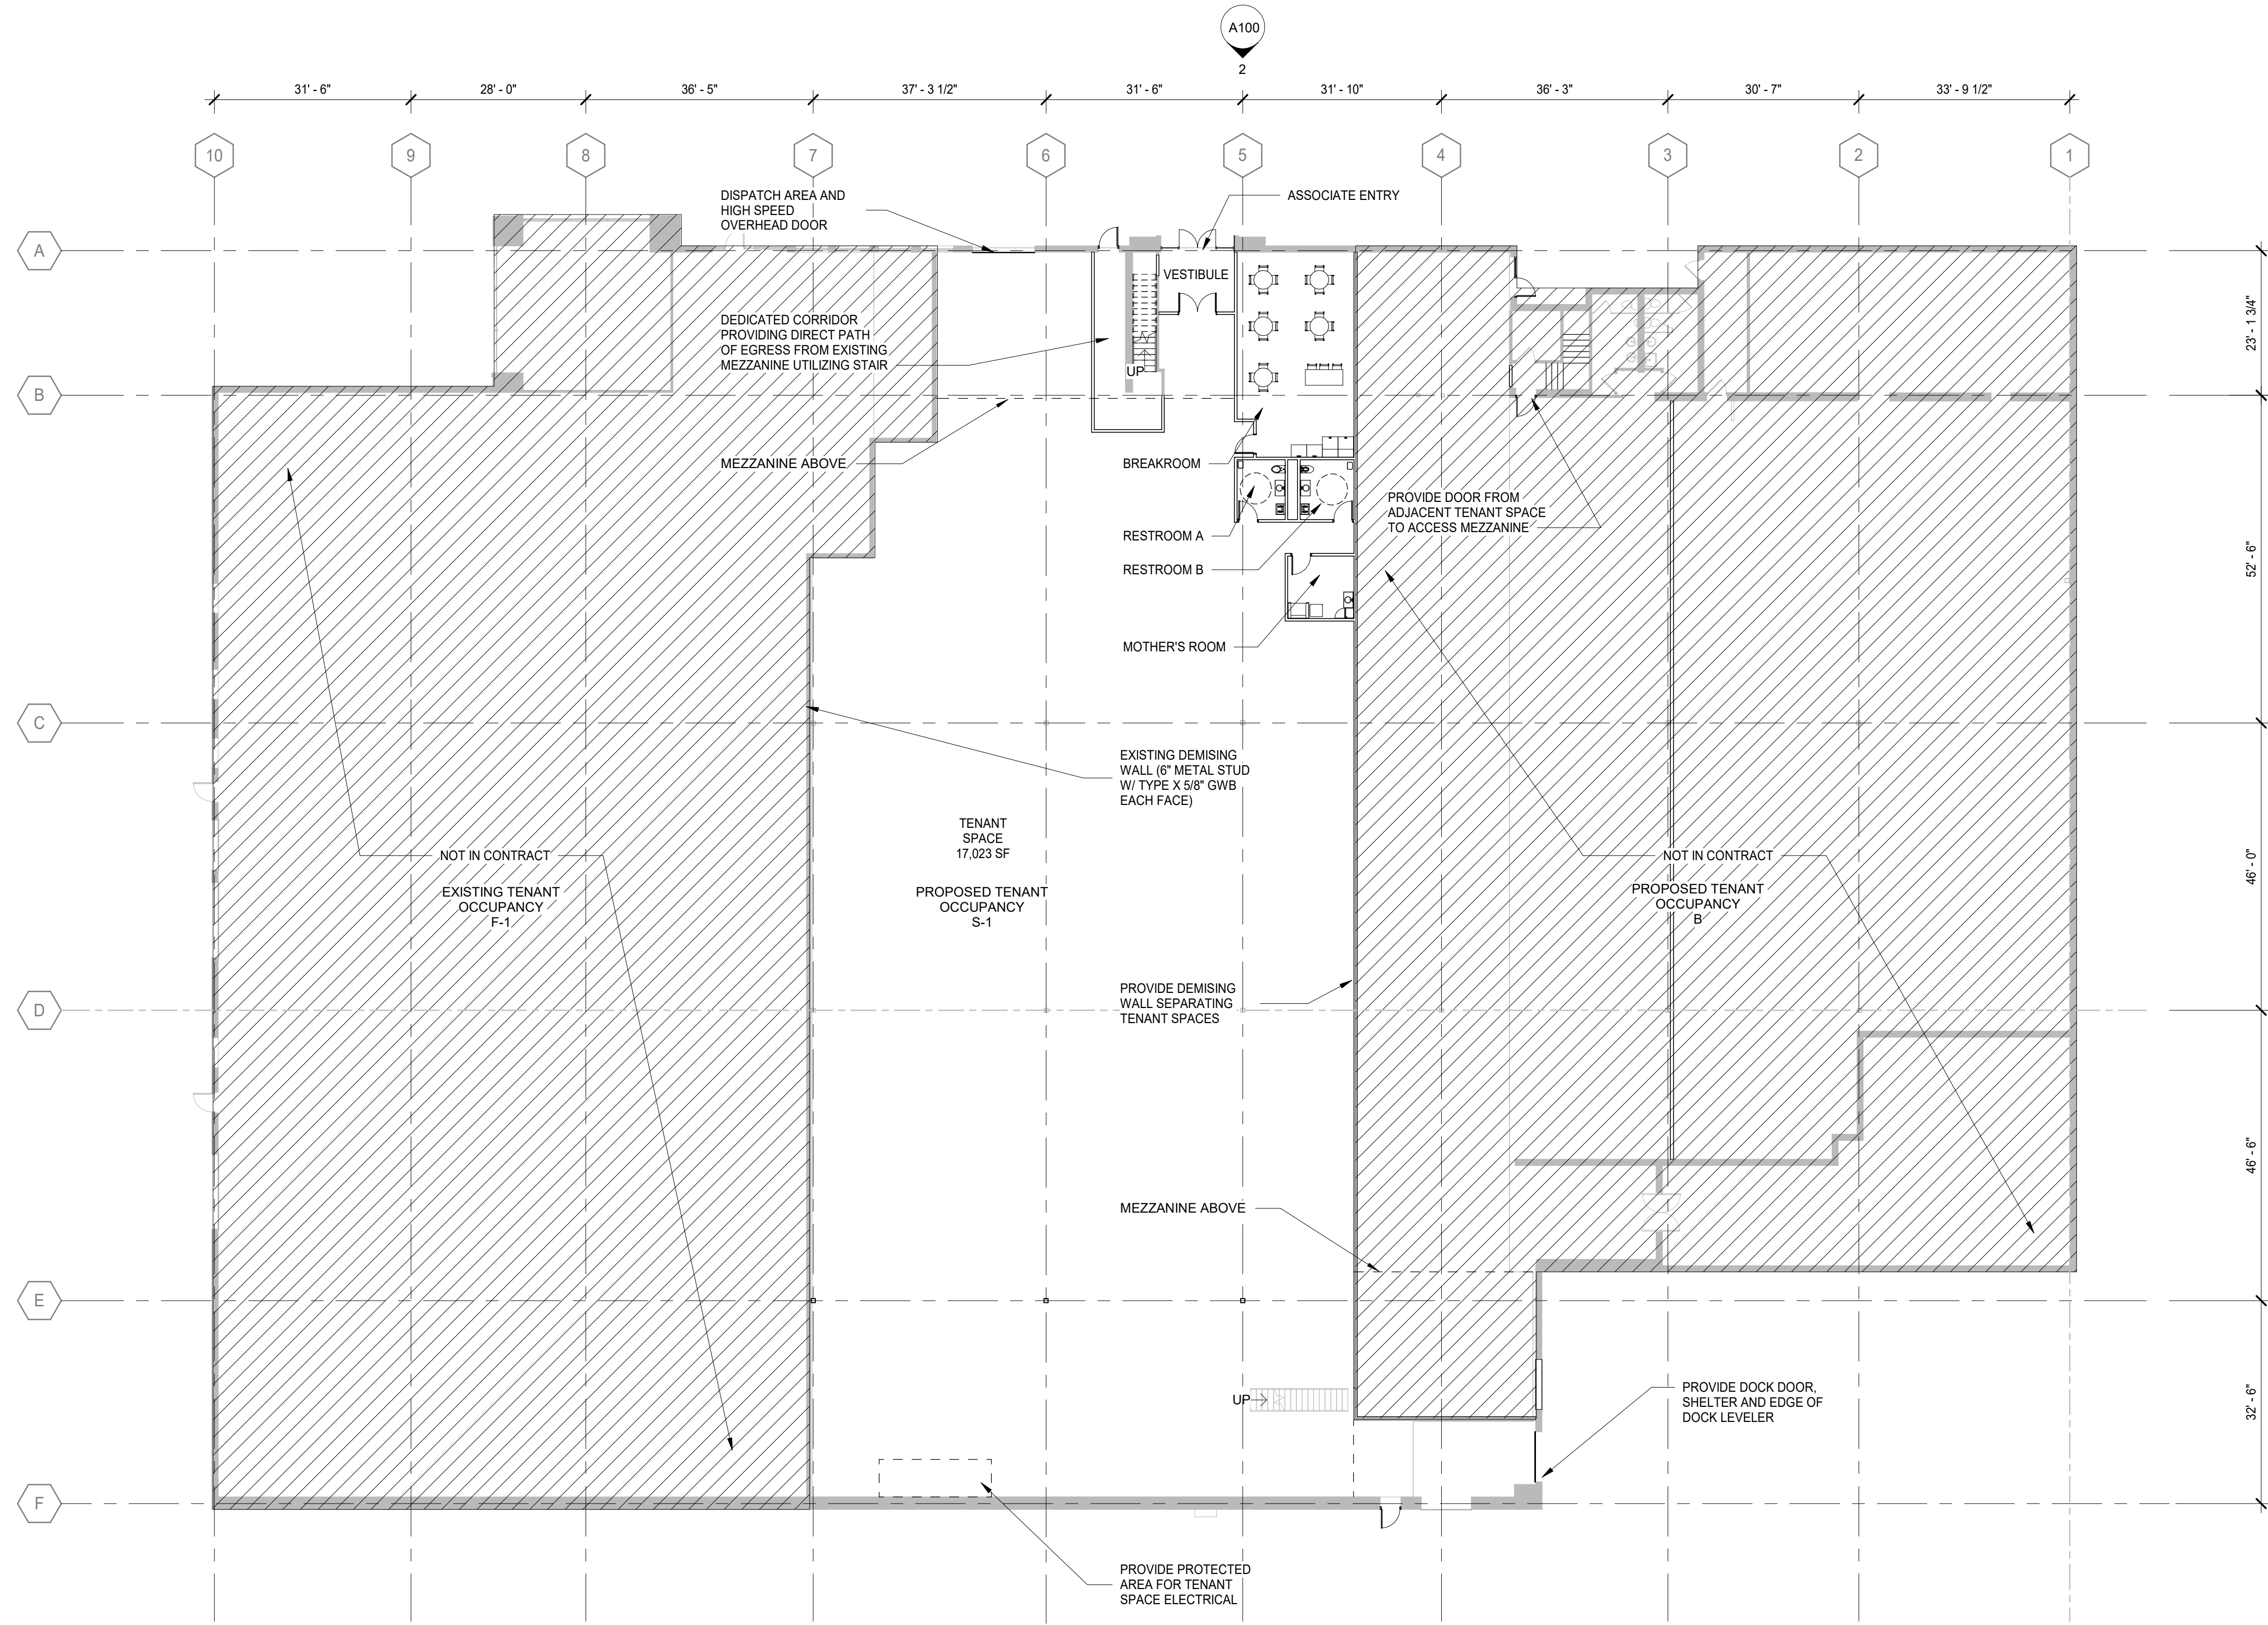 A100
2
31' - 6"
28' - 0"
36' - 5"
37' - 3 1/2"
31' - 6"
31' - 10"
36' - 3"
30' - 7"
33' - 9 1/2"
10
9
8
7
6
5
4
3
2
1
DISPATCH AREA AND
HIGH SPEED
OVERHEAD DOOR
ASSOCIATE ENTRY
A
VESTIBULE
23' - 1 3/4"
DEDICATED CORRIDOR
PROVIDING DIRECT PATH
OF EGRESS FROM EXISTING
MEZZANINE UTILIZING STAIR
UP
B
MEZZANINE ABOVE
BREAKROOM
PROVIDE DOOR FROM
ADJACENT TENANT SPACE
TO ACCESS MEZZANINE
RESTROOM A
RESTROOM B
52' - 6"
MOTHER'S ROOM
C
EXISTING DEMISING
WALL (6" METAL STUD
W/ TYPE X 5/8" GWB
EACH FACE)
TENANT
SPACE
17,023 SF
NOT IN CONTRACT
EXISTING TENANT
OCCUPANCY
F-1
PROPOSED TENANT
OCCUPANCY
S-1
NOT IN CONTRACT
PROPOSED TENANT
OCCUPANCY
B
46' - 0"
PROVIDE DEMISING
WALL SEPARATING
TENANT SPACES
D
46' - 6"
MEZZANINE ABOVE
E
UP
PROVIDE DOCK DOOR,
SHELTER AND EDGE OF
DOCK LEVELER
32' - 6"
F
PROVIDE PROTECTED
AREA FOR TENANT
SPACE ELECTRICAL